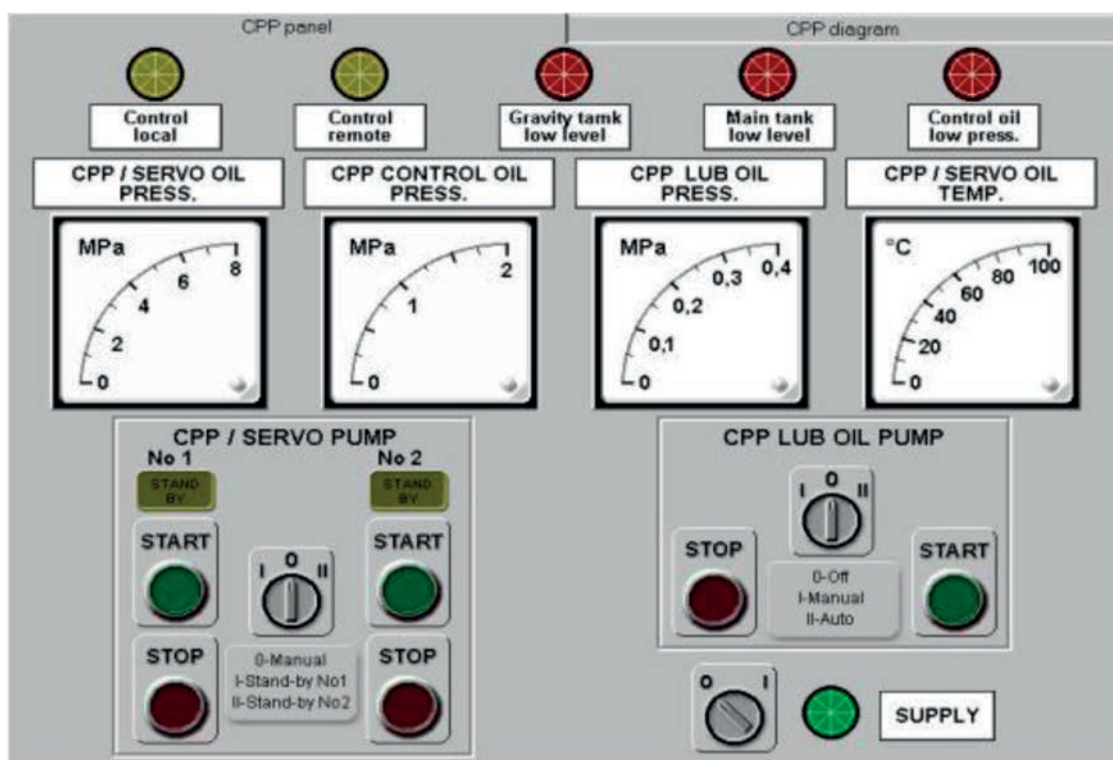 CPP panel
CPP diagram
Control
local
Control
remote
Gravity tamk
low level
Main tank
low level
Control oil
low press.
CPP / SERVO OIL
PRESS.
CPP CONTROL OIL
PRESS.
CPP LUB OIL
PRESS.
CPP / SERVO OIL
TEMP.
MPa
0
2
4
6
8
MPa
0
1
2
MPa
0
0,1
0,2
0,3
0,4
°C
0
20
40
60
80
100
CPP / SERVO PUMP
No 1
No 2
STAND
BY
STAND
BY
START
START
I 0 II
STOP
STOP
0-Manual
I-Stand-by No1
II-Stand-by No2
CPP LUB OIL PUMP
I 0 II
STOP
START
0-Off
I-Manual
II-Auto
0 I
SUPPLY